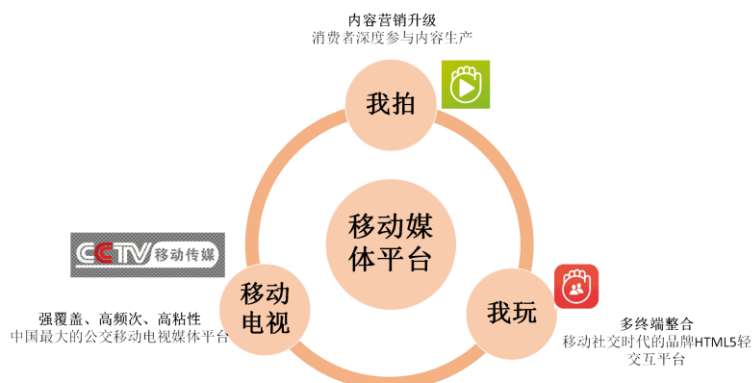 内容营销升级
消费者深度参与内容生产
我拍
移动媒
体平台
CCTV移动传媒
移动
电视
强覆盖、高频次、高粘性
中国最大的公交移动电视媒体平台
我玩
多终端整合
移动社交时代的品牌HTML5轻
交互平台